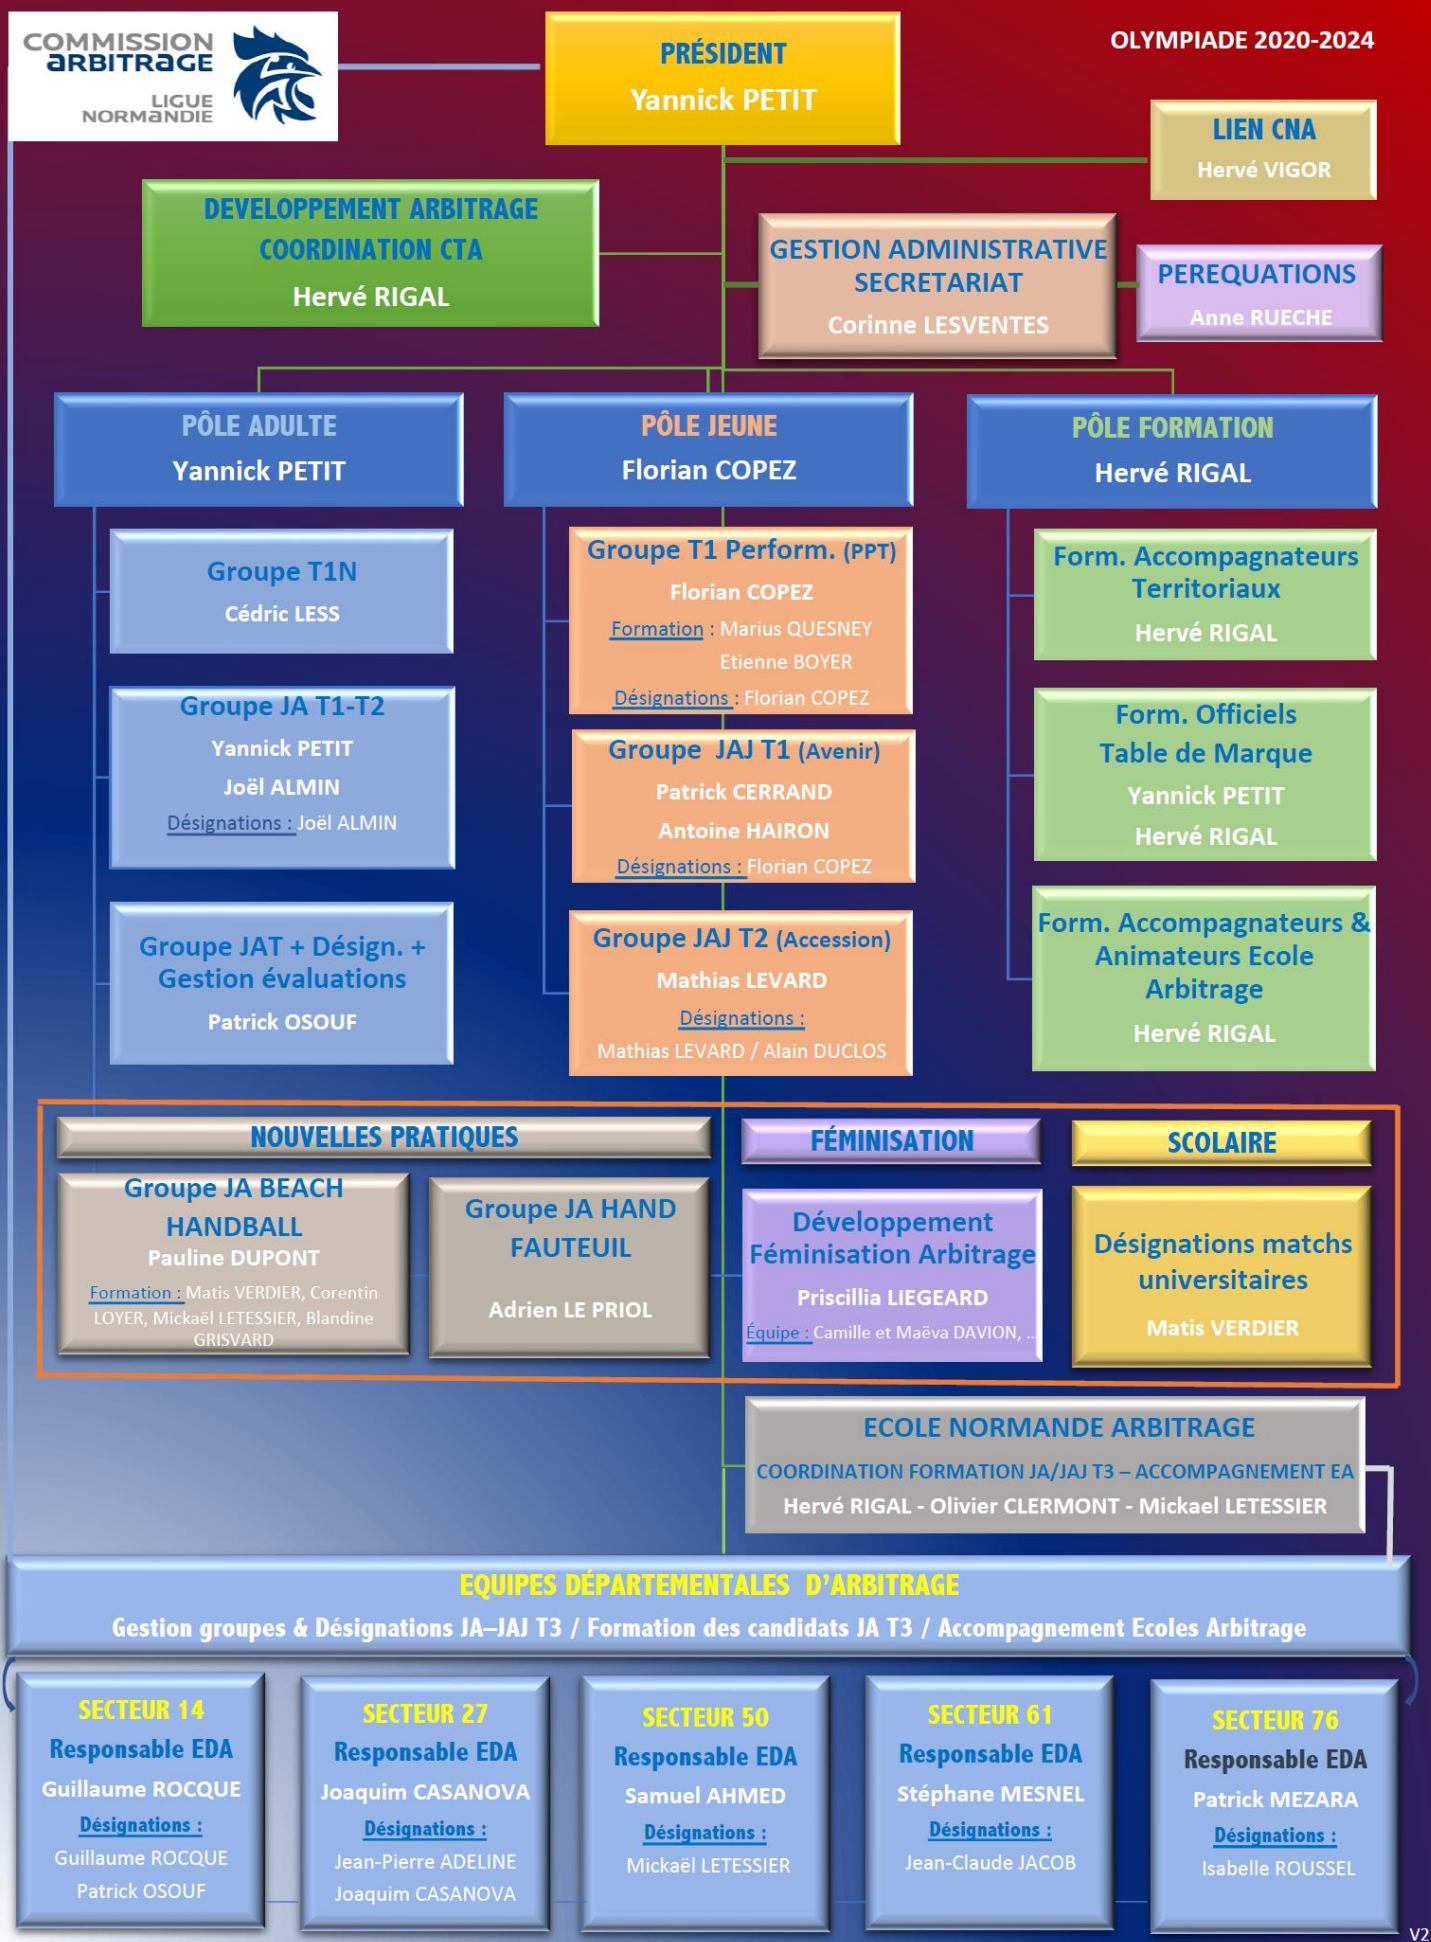 COMMISSION
ARBITRAGE
LIGUE
NORMANDIE
PRÉSIDENT
Yannick PETIT
OLYMPIADE 2020-2024
LIEN CNA
Hervé VIGOR
DEVELOPPEMENT ARBITRAGE
COORDINATION CTA
Hervé RIGAL
GESTION ADMINISTRATIVE
SECRETARIAT
Corinne LESVENTES
PEREQUATIONS
Anne RUECHE
PÔLE ADULTE
Yannick PETIT
PÔLE JEUNE
Florian COPEZ
PÔLE FORMATION
Hervé RIGAL
Groupe T1N
Cédric LESS
Groupe JA T1-T2
Yannick PETIT
Joël ALMIN
Désignations : Joël ALMIN
Groupe JAT + Désign. +
Gestion évaluations
Patrick OSOUF
Groupe T1 Perform. (PPT)
Florian COPEZ
Formation : Marius QUESNEY
Etienne BOYER
Désignations : Florian COPEZ
Groupe JAJ T1 (Avenir)
Patrick CERRAND
Antoine HAIRON
Désignations : Florian COPEZ
Groupe JAJ T2 (Accession)
Mathias LEVARD
Désignations :
Mathias LEVARD / Alain DUCLOS
Form. Accompagnateurs
Territoriaux
Hervé RIGAL
Form. Officiels
Table de Marque
Yannick PETIT
Hervé RIGAL
Form. Accompagnateurs &
Animateurs Ecole
Arbitrage
Hervé RIGAL
NOUVELLES PRATIQUES
Groupe JA BEACH
HANDBALL
Pauline DUPONT
Formation : Matis VERDIER, Corentin
LOYER, Mickaël LETESSIER, Blandine
GRISVARD
Groupe JA HAND
FAUTEUIL
Adrien LE PRIOL
FÉMINISATION
Développement
Féminisation Arbitrage
Priscillia LIEGEARD
Équipe : Camille et Maëva DAVION, ...
SCOLAIRE
Désignations matchs
universitaires
Matis VERDIER
ECOLE NORMANDE ARBITRAGE
COORDINATION FORMATION JA/JAJ T3 – ACCOMPAGNEMENT EA
Hervé RIGAL - Olivier CLERMONT - Mickael LETESSIER
EQUIPES DÉPARTEMENTALES D'ARBITRAGE
Gestion groupes & Désignations JA–JAJ T3 / Formation des candidats JA T3 / Accompagnement Ecoles Arbitrage
SECTEUR 14
Responsable EDA
Guillaume ROCQUE
Désignations :
Guillaume ROCQUE
Patrick OSOUF
SECTEUR 27
Responsable EDA
Joaquim CASANOVA
Désignations :
Jean-Pierre ADELINE
Joaquim CASANOVA
SECTEUR 50
Responsable EDA
Samuel AHMED
Désignations :
Mickaël LETESSIER
SECTEUR 61
Responsable EDA
Stéphane MESNEL
Désignations :
Jean-Claude JACOB
SECTEUR 76
Responsable EDA
Patrick MEZARA
Désignations :
Isabelle ROUSSEL
V2